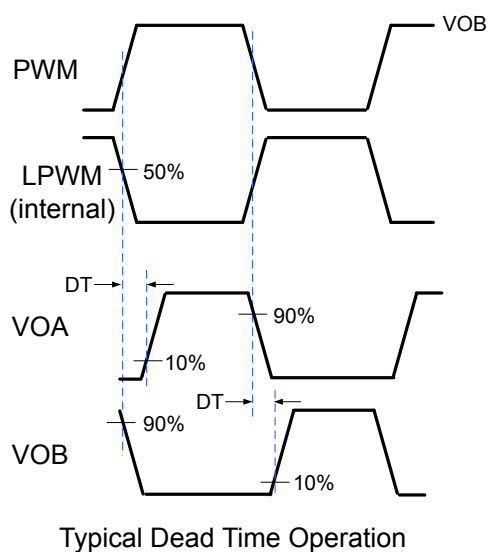 VOB
PWM
50%
LPWM
(internal)
DT
90%
VOA
10%
DT
90%
VOB
10%
Typical Dead Time Operation